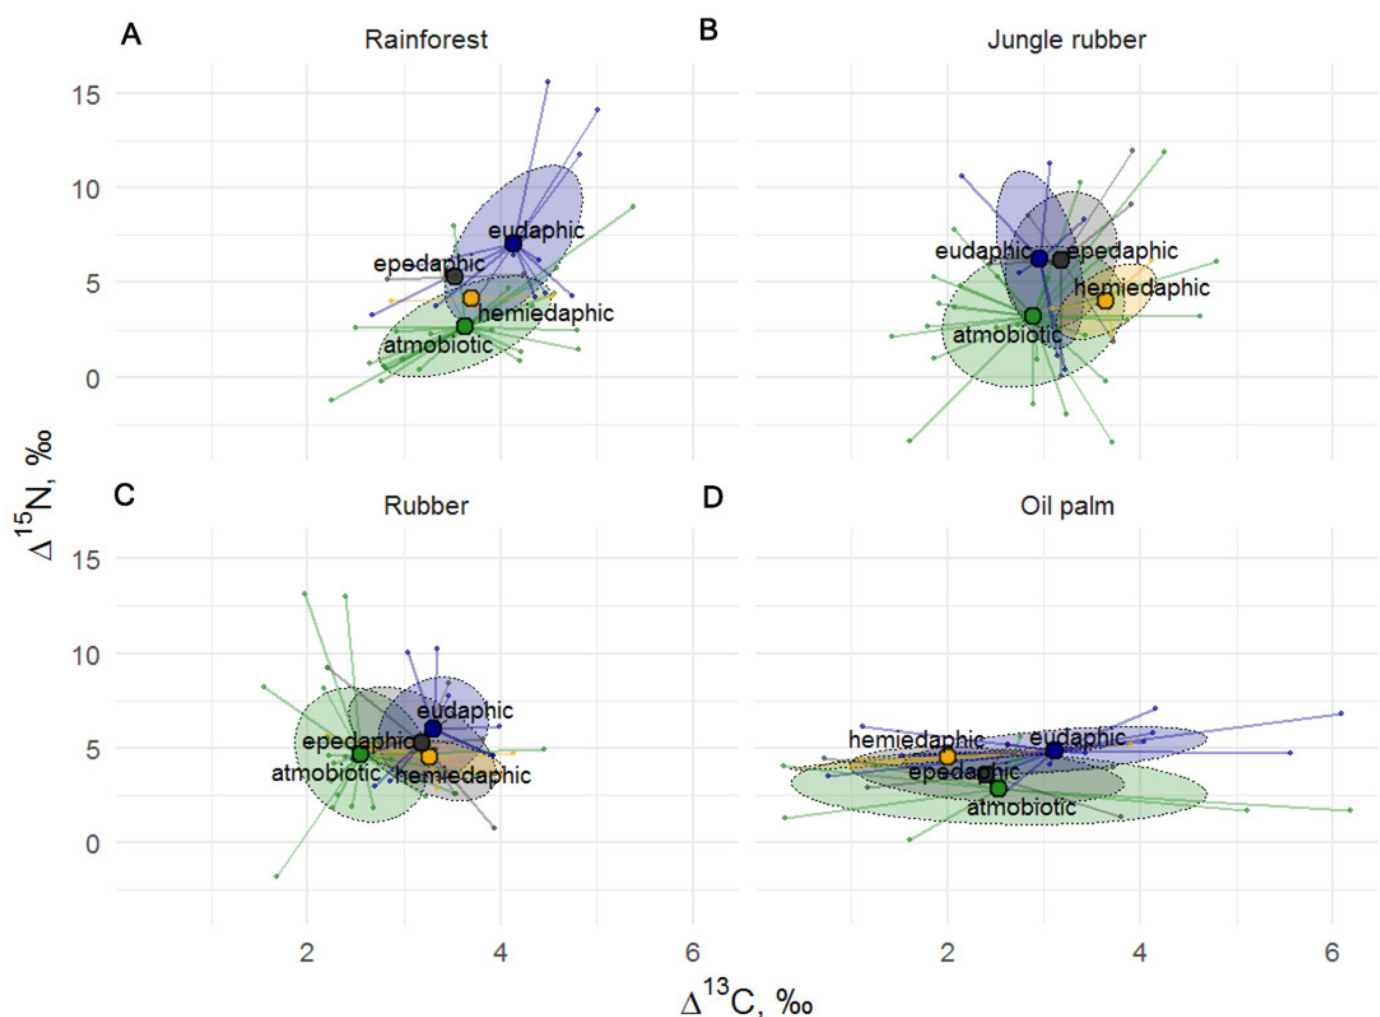 A
Rainforest
B
Jungle rubber
15
10
5
0
eudaphic
epedaphic
hemiedaphic
atmobiotic
eudaphic
epedaphic
hemiedaphic
atmobiotic
C
Rubber
D
Oil palm
Δ¹⁵N, ‰
15
10
5
0
eudaphic
epedaphic
atmobiotic
hemiedaphic
hemiedaphic
eudaphic
epedaphic
atmobiotic
2
4
6
2
4
6
Δ¹³C, ‰